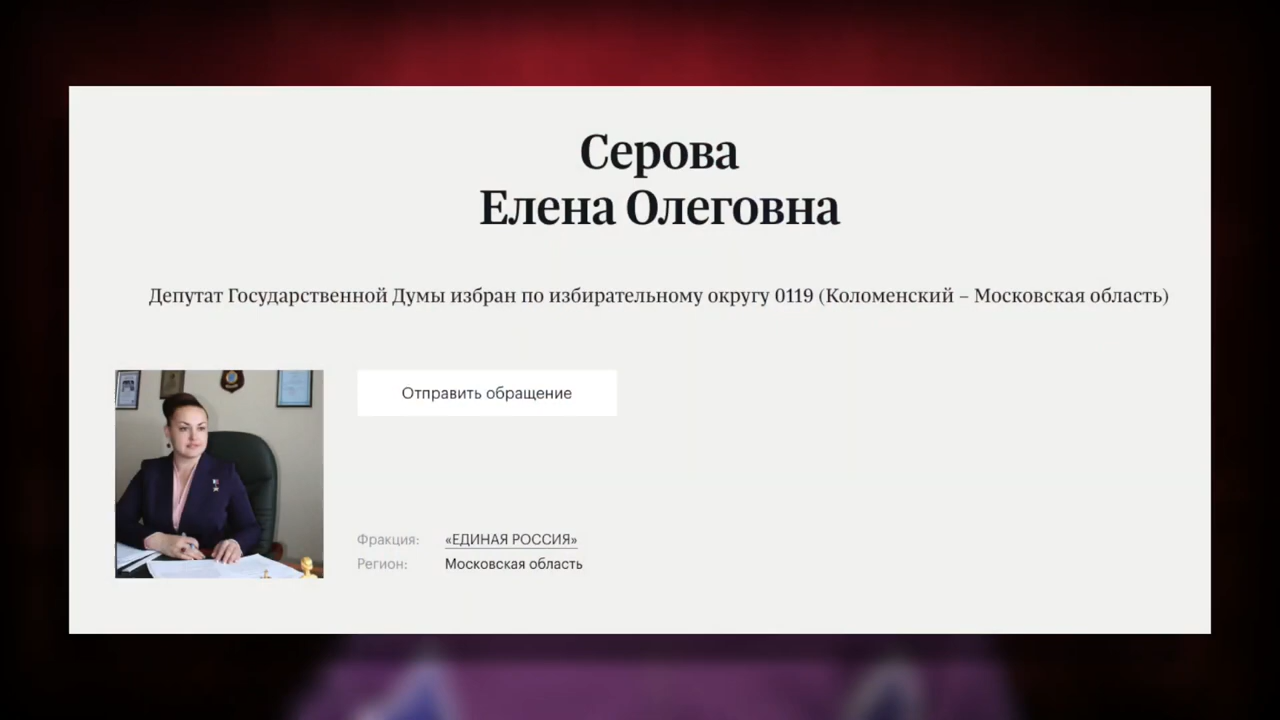 Серова
Елена Олеговна
Депутат Государственной Думы избран по избирательному округу 0119 (Коломенский – Московская область)
Отправить обращение
Фракция: «ЕДИНАЯ РОССИЯ»
Регион: Московская область